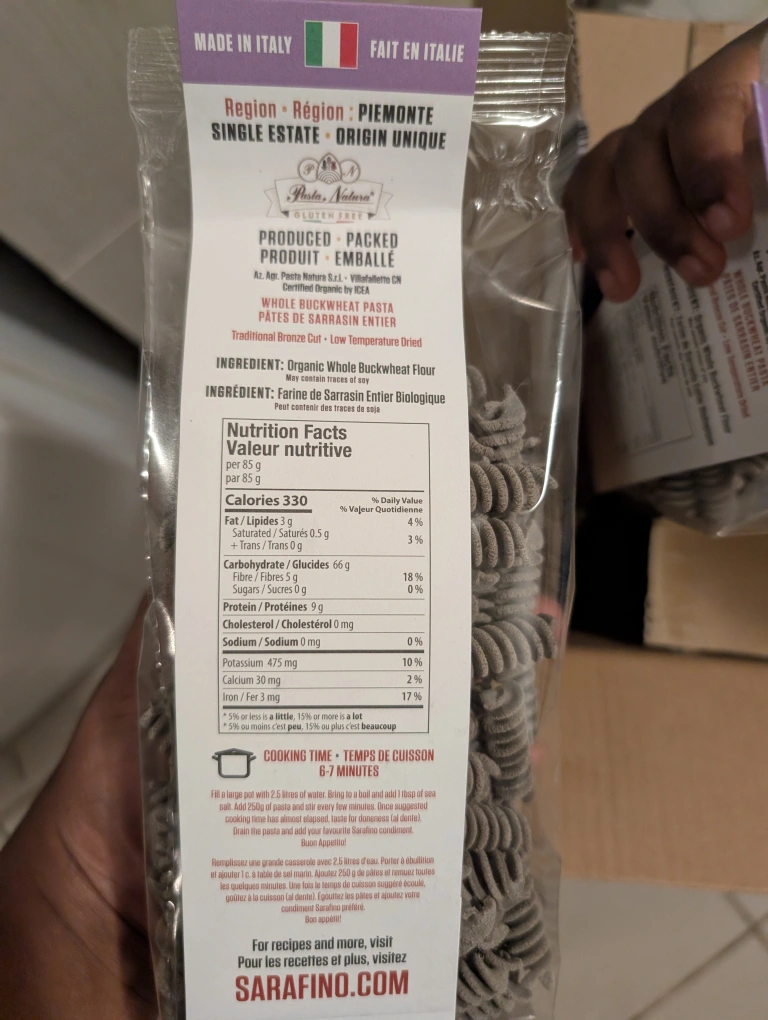 MADE IN ITALY FAIT EN ITALIE
Region • Région : PIEMONTE
SINGLE ESTATE • ORIGIN UNIQUE
P N
Pasta Natura
GLUTEN FREE
PRODUCED • PACKED
PRODUIT • EMBALLÉ
Az. Agr. Pasta Natura S.r.l. - Villafalletto CN
Certified Organic by ICEA
WHOLE BUCKWHEAT PASTA
PÂTES DE SARRASIN ENTIER
Traditional Bronze Cut • Low Temperature Dried
INGREDIENT: Organic Whole Buckwheat Flour
May contain traces of soy
INGRÉDIENT: Farine de Sarrasin Entier Biologique
Peut contenir des traces de soja
Nutrition Facts
Valeur nutritive
per 85 g
par 85 g
Calories 330 % Daily Value
% Valeur Quotidienne
Fat / Lipides 3 g 4 %
Saturated / Saturés 0.5 g
+ Trans / Trans 0 g 3 %
Carbohydrate / Glucides 66 g
Fibre / Fibres 5 g 18 %
Sugars / Sucres 0 g 0 %
Protein / Protéines 9 g
Cholesterol / Cholestérol 0 mg
Sodium / Sodium 0 mg 0 %
Potassium 475 mg 10 %
Calcium 30 mg 2 %
Iron / Fer 3 mg 17 %
* 5% or less is a little, 15% or more is a lot
* 5% ou moins c'est peu, 15% ou plus c'est beaucoup
COOKING TIME • TEMPS DE CUISSON
6-7 MINUTES
Fill a large pot with 2.5 litres of water. Bring to a boil and add 1 tbsp of sea
salt. Add 250g of pasta and stir every few minutes. Once suggested
cooking time has almost elapsed, taste for doneness (al dente).
Drain the pasta and add your favourite Sarafino condiment.
Buon Appetito!
Remplissez une grande casserole avec 2,5 litres d'eau. Porter à ébullition
et ajouter 1 c. à table de sel marin. Ajoutez 250 g de pâtes et remuez toutes
les quelques minutes. Une fois le temps de cuisson suggéré écoulé,
goûtez à la cuisson (al dente). Égouttez les pâtes et ajoutez votre
condiment Sarafino préféré.
Bon appétit!
For recipes and more, visit
Pour les recettes et plus, visitez
SARAFINO.COM
WHOLE BUCKWHEAT PASTA
PÂTES DE SARRASIN ENTIER